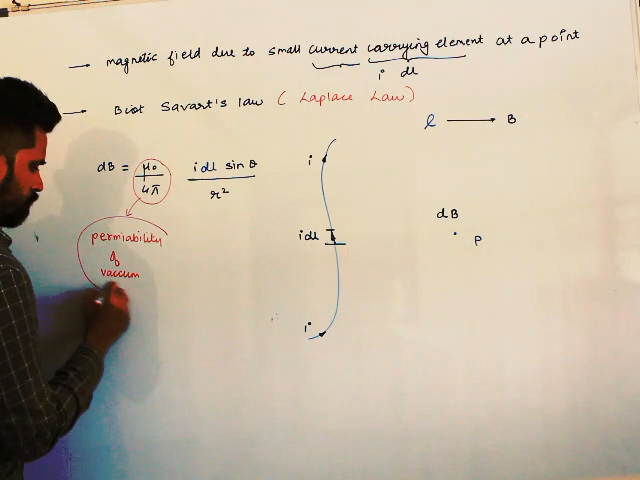 → magnetic field due to small current carrying element at a point
i dl
→ Biot Savart's law (Laplace Law)
l → B
dB = μ₀/4π i dl sin θ/r²
permiability
of
vaccum
i
idl
i
dB
P